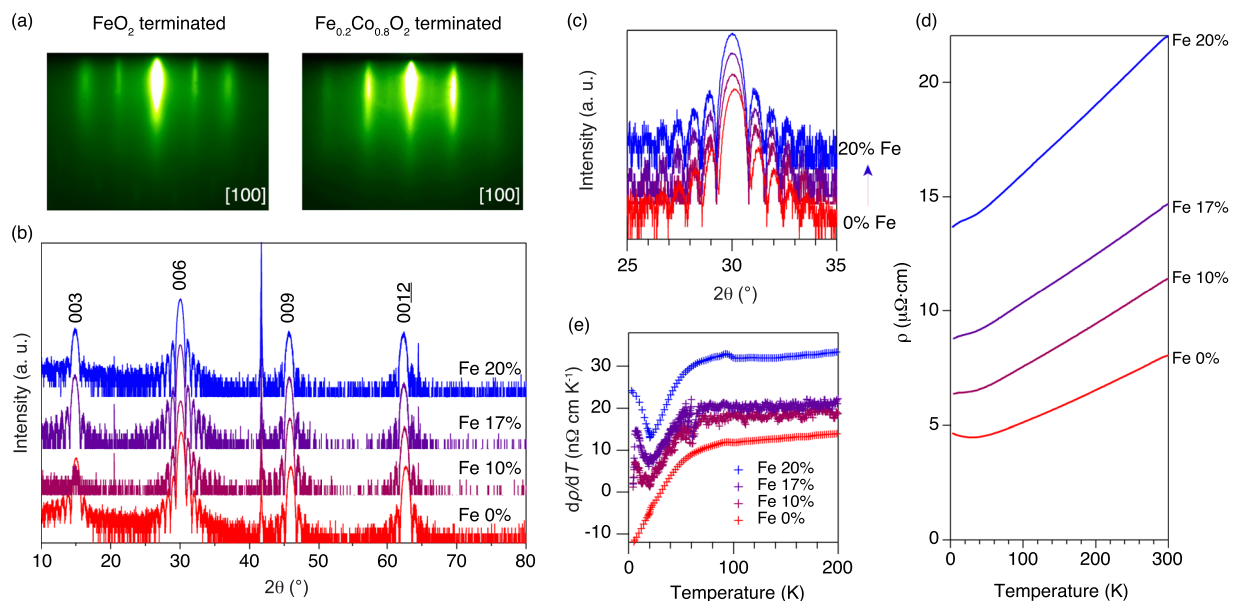 (a)
FeO₂ terminated
Fe₀.₂Co₀.₈O₂ terminated
[100]
[100]
(b)
Intensity (a. u.)
003
006
009
0012
Fe 20%
Fe 17%
Fe 10%
Fe 0%
10 20 30 40 50 60 70 80
2θ (°)
(c)
Intensity (a. u.)
20% Fe
0% Fe
25 30 35
2θ (°)
(e)
dρ/dT (nΩ cm K⁻¹)
30
20
10
0
-10
Fe 20%
Fe 17%
Fe 10%
Fe 0%
0 50 100 150 200
Temperature (K)
(d)
ρ (μΩ·cm)
20
15
10
5
0
Fe 20%
Fe 17%
Fe 10%
Fe 0%
0 100 200 300
Temperature (K)